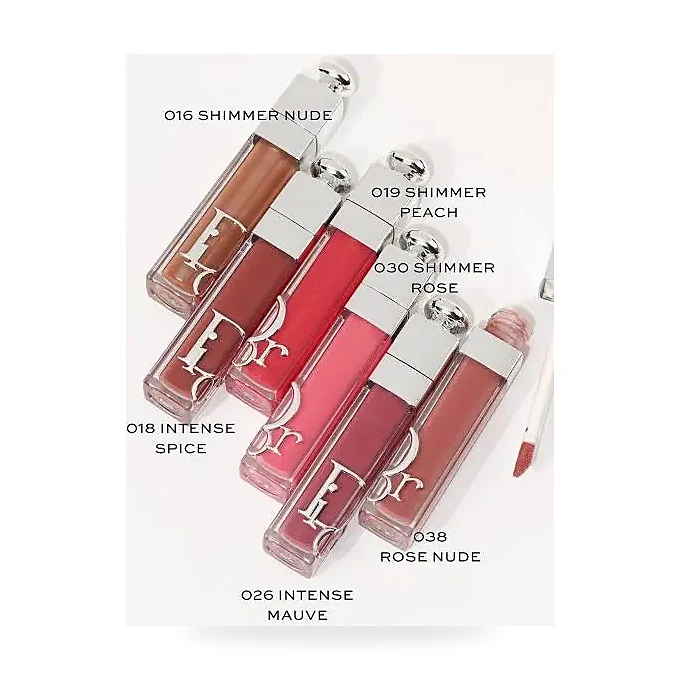 016 SHIMMER NUDE
019 SHIMMER
PEACH
030 SHIMMER
ROSE
018 INTENSE
SPICE
038
ROSE NUDE
026 INTENSE
MAUVE